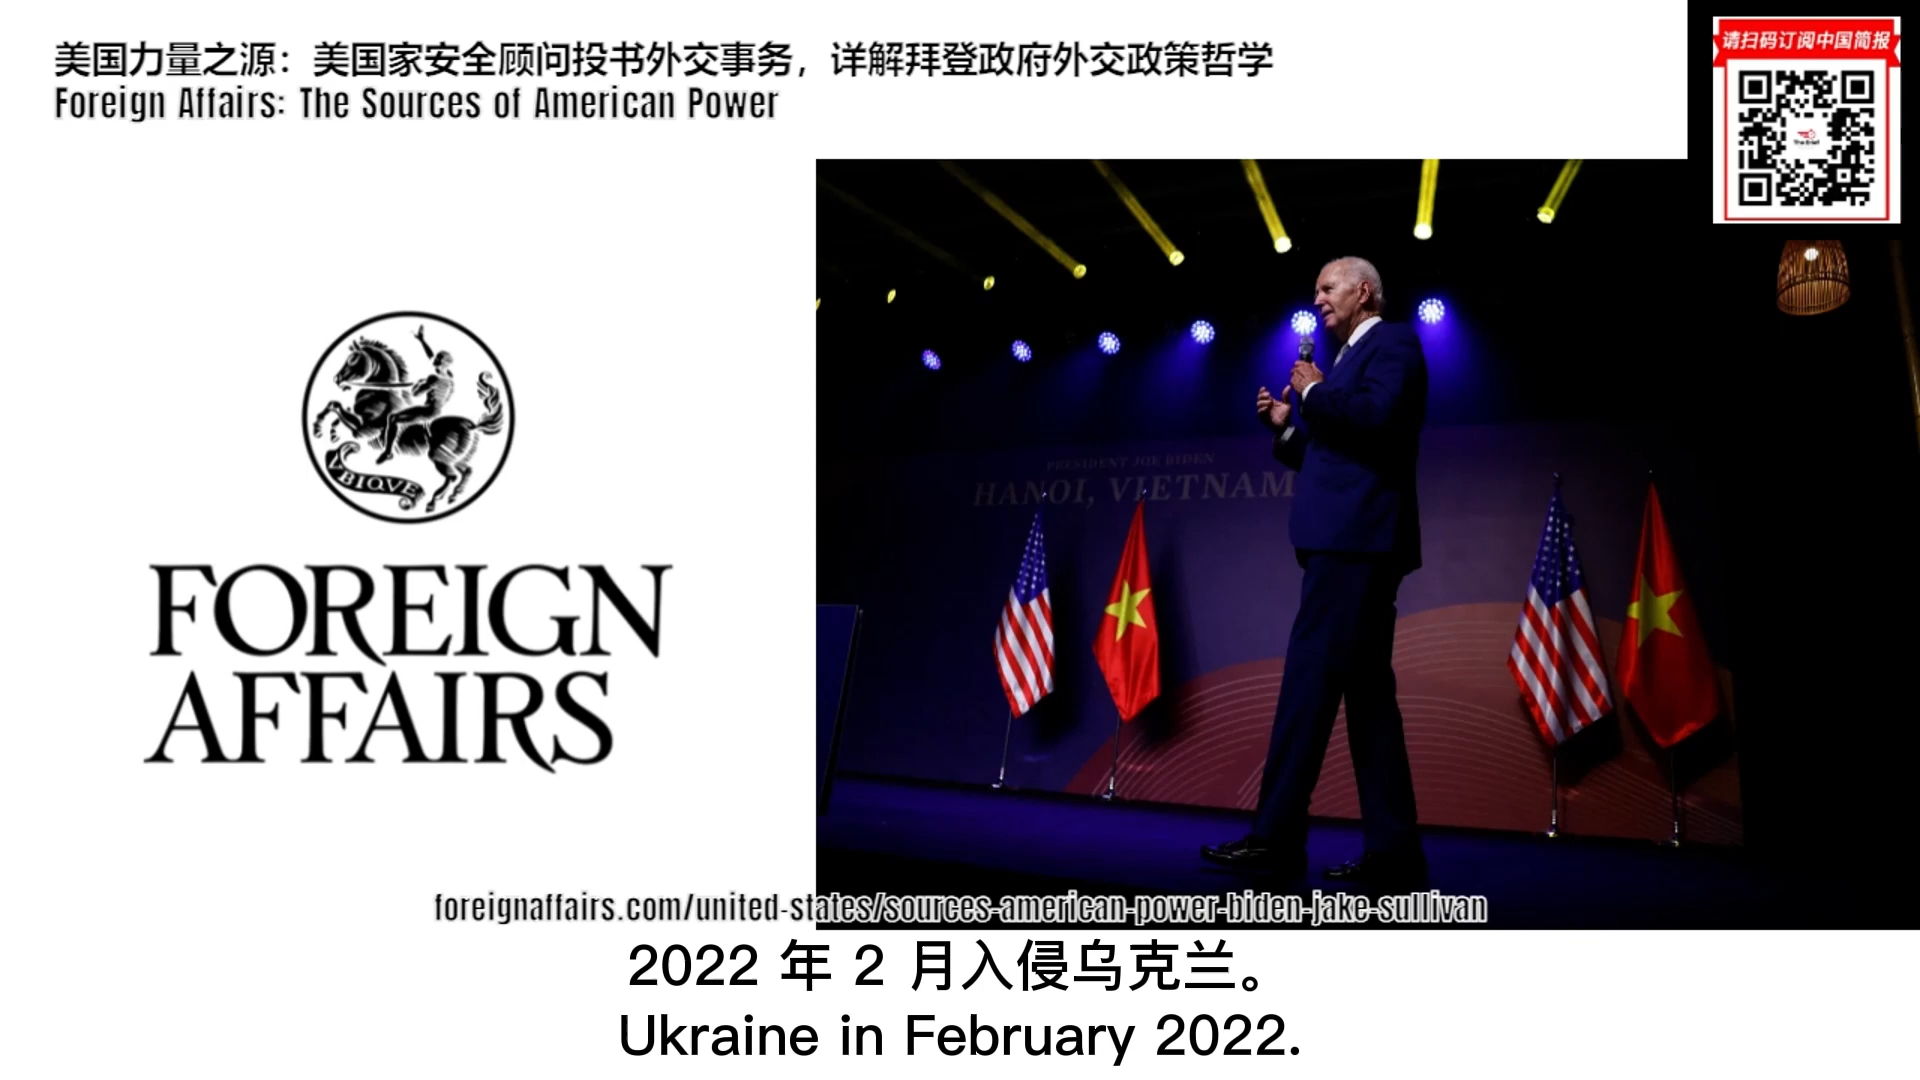 美国力量之源：美国家安全顾问投书外交事务，详解拜登政府外交政策哲学
Foreign Affairs: The Sources of American Power
请扫码订阅中国简报
VBIQVE
FOREIGN
AFFAIRS
PRESIDENT JOE BIDEN
HANOI, VIETNAM
foreignaffairs.com/united-states/sources-american-power-biden-jake-sullivan
2022 年 2 月入侵乌克兰。
Ukraine in February 2022.